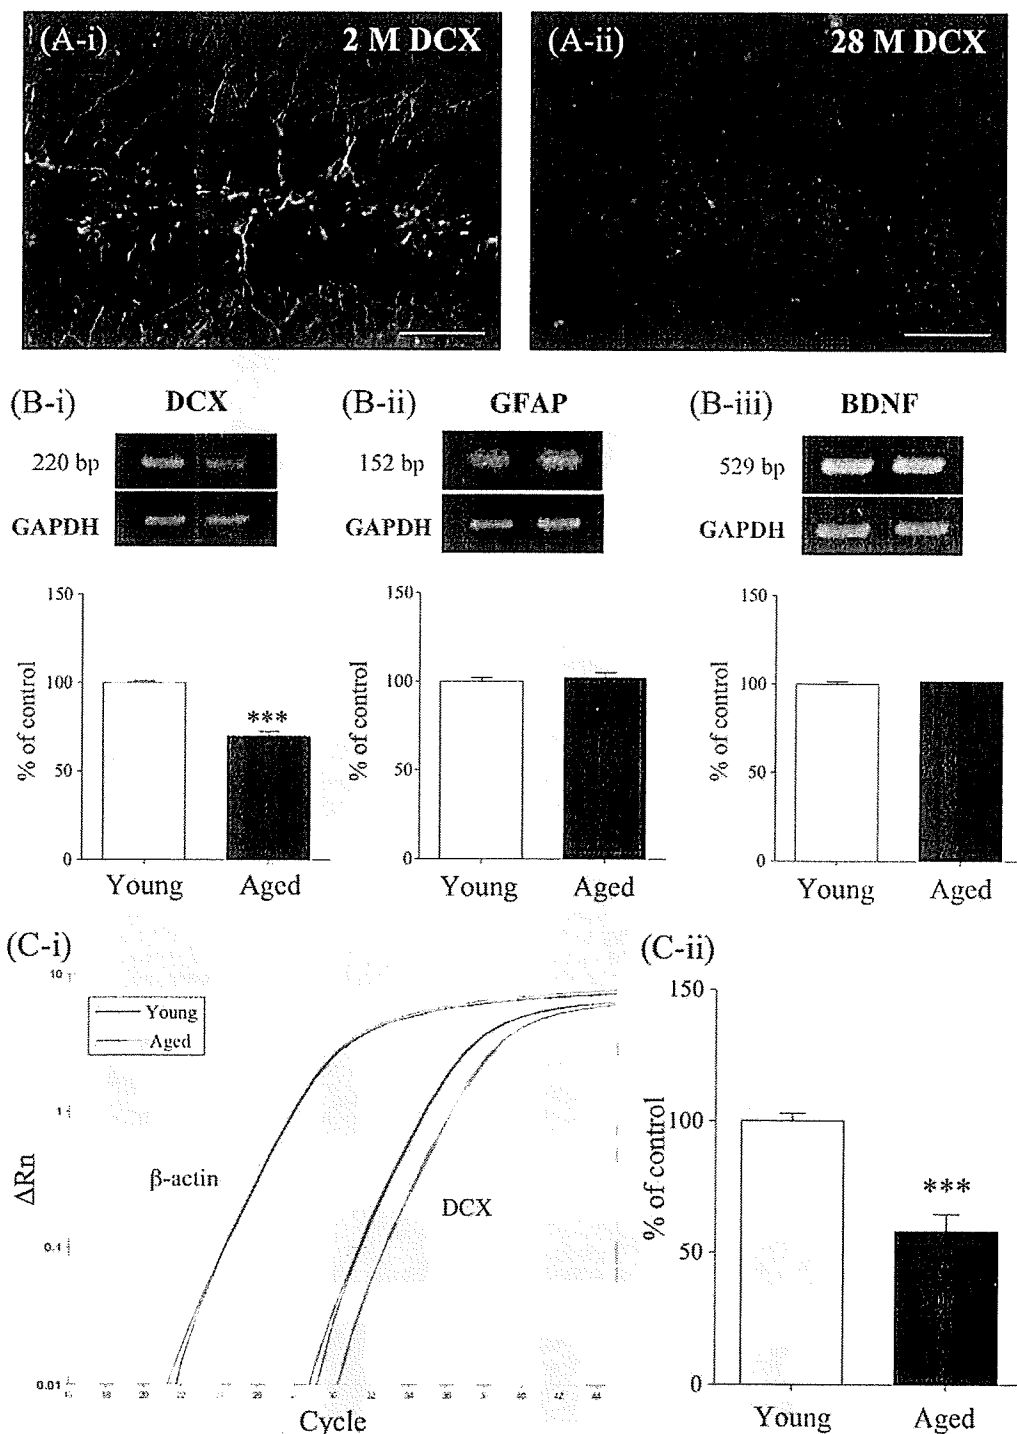 (A-i) 2 M DCX
(A-ii) 28 M DCX
(B-i) DCX
220 bp
GAPDH
(B-ii) GFAP
152 bp
GAPDH
(B-iii) BDNF
529 bp
GAPDH
150
100
50
0
% of control
***
Young Aged
150
100
50
0
% of control
Young Aged
150
100
50
0
% of control
Young Aged
(C-i)
10
1
0.1
0.01
ΔRn
Young
Aged
β-actin
DCX
Cycle
(C-ii)
150
100
50
0
% of control
***
Young Aged